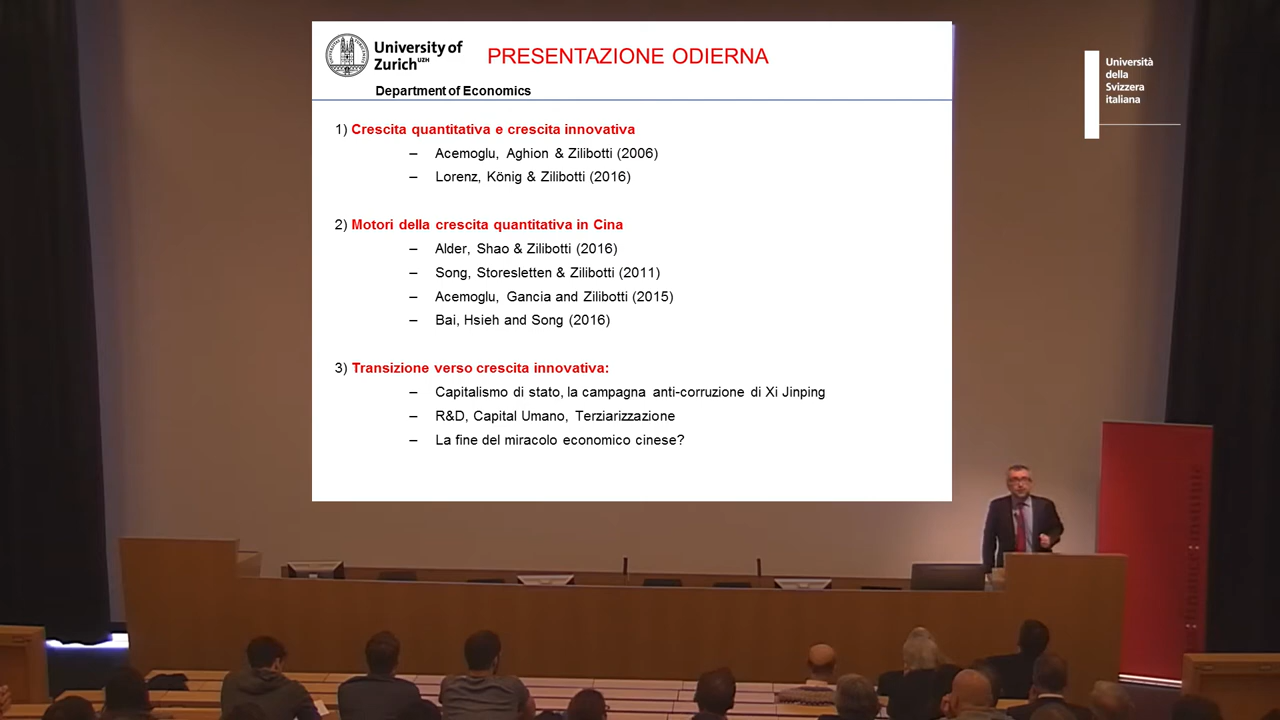 University of
Zurich UZH
PRESENTAZIONE ODIERNA
Department of Economics
Università
della
Svizzera
italiana
1) Crescita quantitativa e crescita innovativa
– Acemoglu, Aghion & Zilibotti (2006)
– Lorenz, König & Zilibotti (2016)
2) Motori della crescita quantitativa in Cina
– Alder, Shao & Zilibotti (2016)
– Song, Storesletten & Zilibotti (2011)
– Acemoglu, Gancia and Zilibotti (2015)
– Bai, Hsieh and Song (2016)
3) Transizione verso crescita innovativa:
– Capitalismo di stato, la campagna anti-corruzione di Xi Jinping
– R&D, Capital Umano, Terziarizzazione
– La fine del miracolo economico cinese?